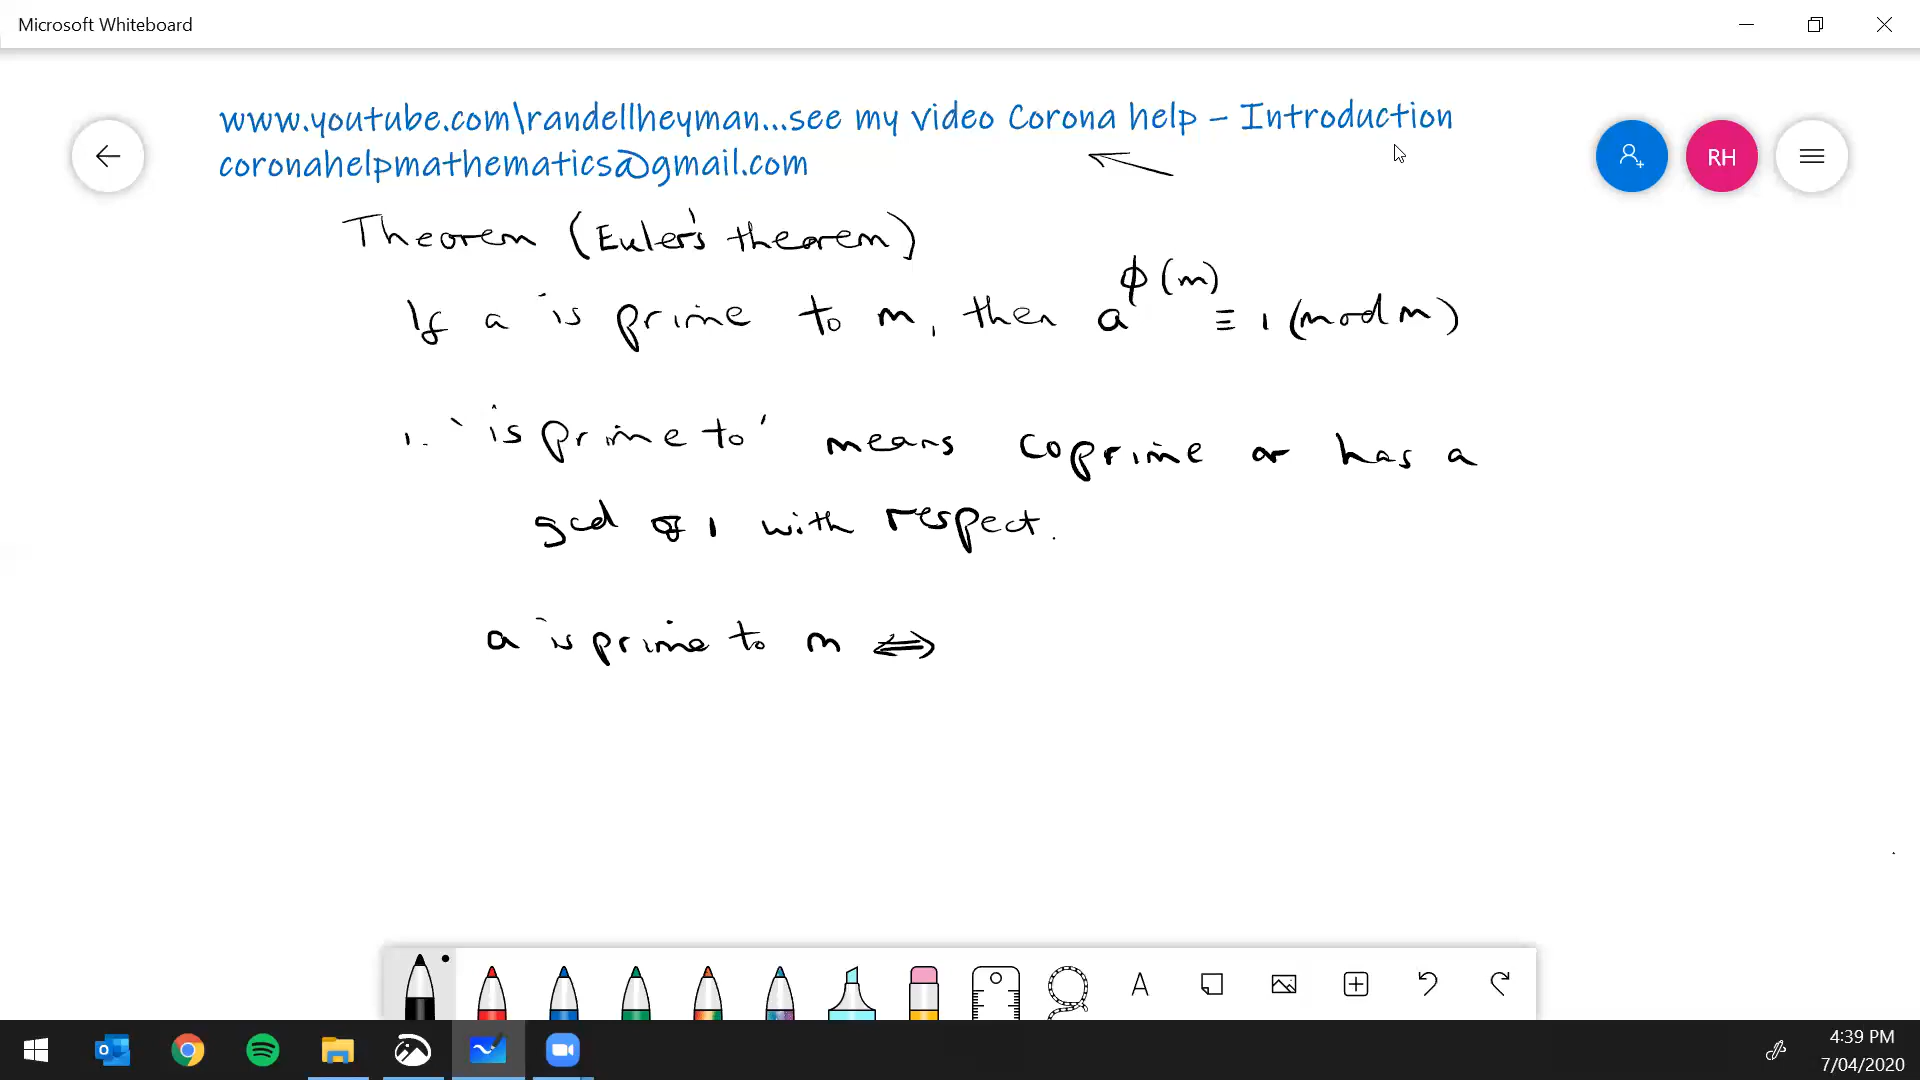 Microsoft Whiteboard
www.youtube.com\randellheyman...see my video Corona help – Introduction
coronahelpmathematics@gmail.com
RH
Theorem (Euler's theorem)
If a is prime to m, then a^ϕ(m) ≡ 1 (mod m)
1. 'is prime to' means coprime or has a
gcd of 1 with respect.
a is prime to m ⇔
A
4:39 PM
7/04/2020